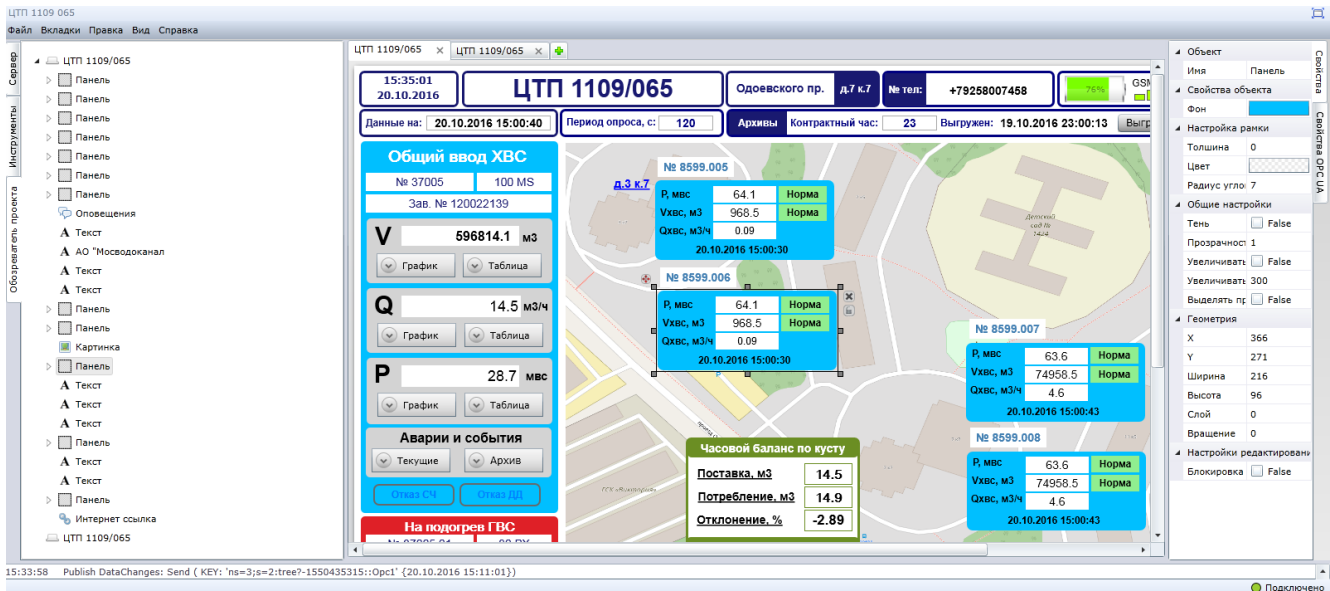 ЦТП 1109 065
Файл Вкладки Правка Вид Справка
Сервер
Инструменты
Обозреватель проекта
ЦТП 1109/065
Панель
Панель
Панель
Панель
Панель
Панель
Панель
Оповещения
Текст
АО "Мосводоканал
Текст
Текст
Панель
Панель
Картинка
Панель
Текст
Текст
Текст
Панель
Текст
Текст
Панель
Интернет ссылка
ЦТП 1109/065
ЦТП 1109/065 × ЦТП 1109/065 ×
15:35:01
20.10.2016
ЦТП 1109/065
Одоевского пр. д.7 к.7
№ тел: +79258007458
76%
GSM
Данные на: 20.10.2016 15:00:40
Период опроса, с: 120
Архивы Контрактный час: 23 Выгружен: 19.10.2016 23:00:13 Выгр
Общий ввод ХВС
№ 37005 100 MS
Зав. № 120022139
V 596814.1 м3
График Таблица
Q 14.5 м3/ч
График Таблица
P 28.7 мвс
График Таблица
Аварии и события
Текущие Архив
Отказ СЧ Отказ ДД
На подогрев ГВС
д.3 к.7
№ 8599.005
Р, мвс 64.1 Норма
Vхвс, м3 968.5 Норма
Qхвс, м3/ч 0.09
20.10.2016 15:00:30
№ 8599.006
Р, мвс 64.1 Норма
Vхвс, м3 968.5 Норма
Qхвс, м3/ч 0.09
20.10.2016 15:00:30
Детский
сад №
1424
№ 8599.007
Р, мвс 63.6 Норма
Vхвс, м3 74958.5 Норма
Qхвс, м3/ч 4.6
20.10.2016 15:00:43
№ 8599.008
Р, мвс 63.6 Норма
Vхвс, м3 74958.5 Норма
Qхвс, м3/ч 4.6
20.10.2016 15:00:43
P
ГСК «Виктория»
Часовой баланс по кусту
Поставка, м3 14.5
Потребление, м3 14.9
Отклонение, % -2.89
Объект
Имя Панель
Свойства объекта
Фон
Настройка рамки
Толщина 0
Цвет
Радиус угло 7
Общие настройки
Тень False
Прозрачност 1
Увеличивать False
Увеличивать 300
Выделять пр False
Геометрия
X 366
Y 271
Ширина 216
Высота 96
Слой 0
Вращение 0
Настройки редактировани
Блокировка False
Свойства
Свойства OPC UA
15:33:58 Publish DataChanges: Send ( KEY: 'ns=3;s=2:tree?-1550435315::Opc1' {20.10.2016 15:11:01})
Подключено